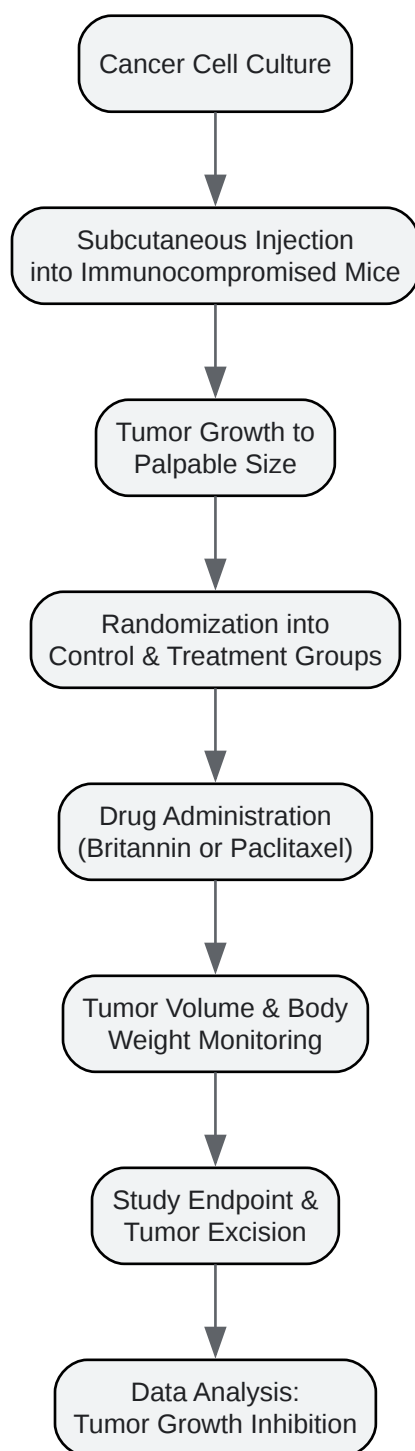 Cancer Cell Culture
Subcutaneous Injection
into Immunocompromised Mice
Tumor Growth to
Palpable Size
Randomization into
Control & Treatment Groups
Drug Administration
(Britannin or Paclitaxel)
Tumor Volume & Body
Weight Monitoring
Study Endpoint &
Tumor Excision
Data Analysis:
Tumor Growth Inhibition